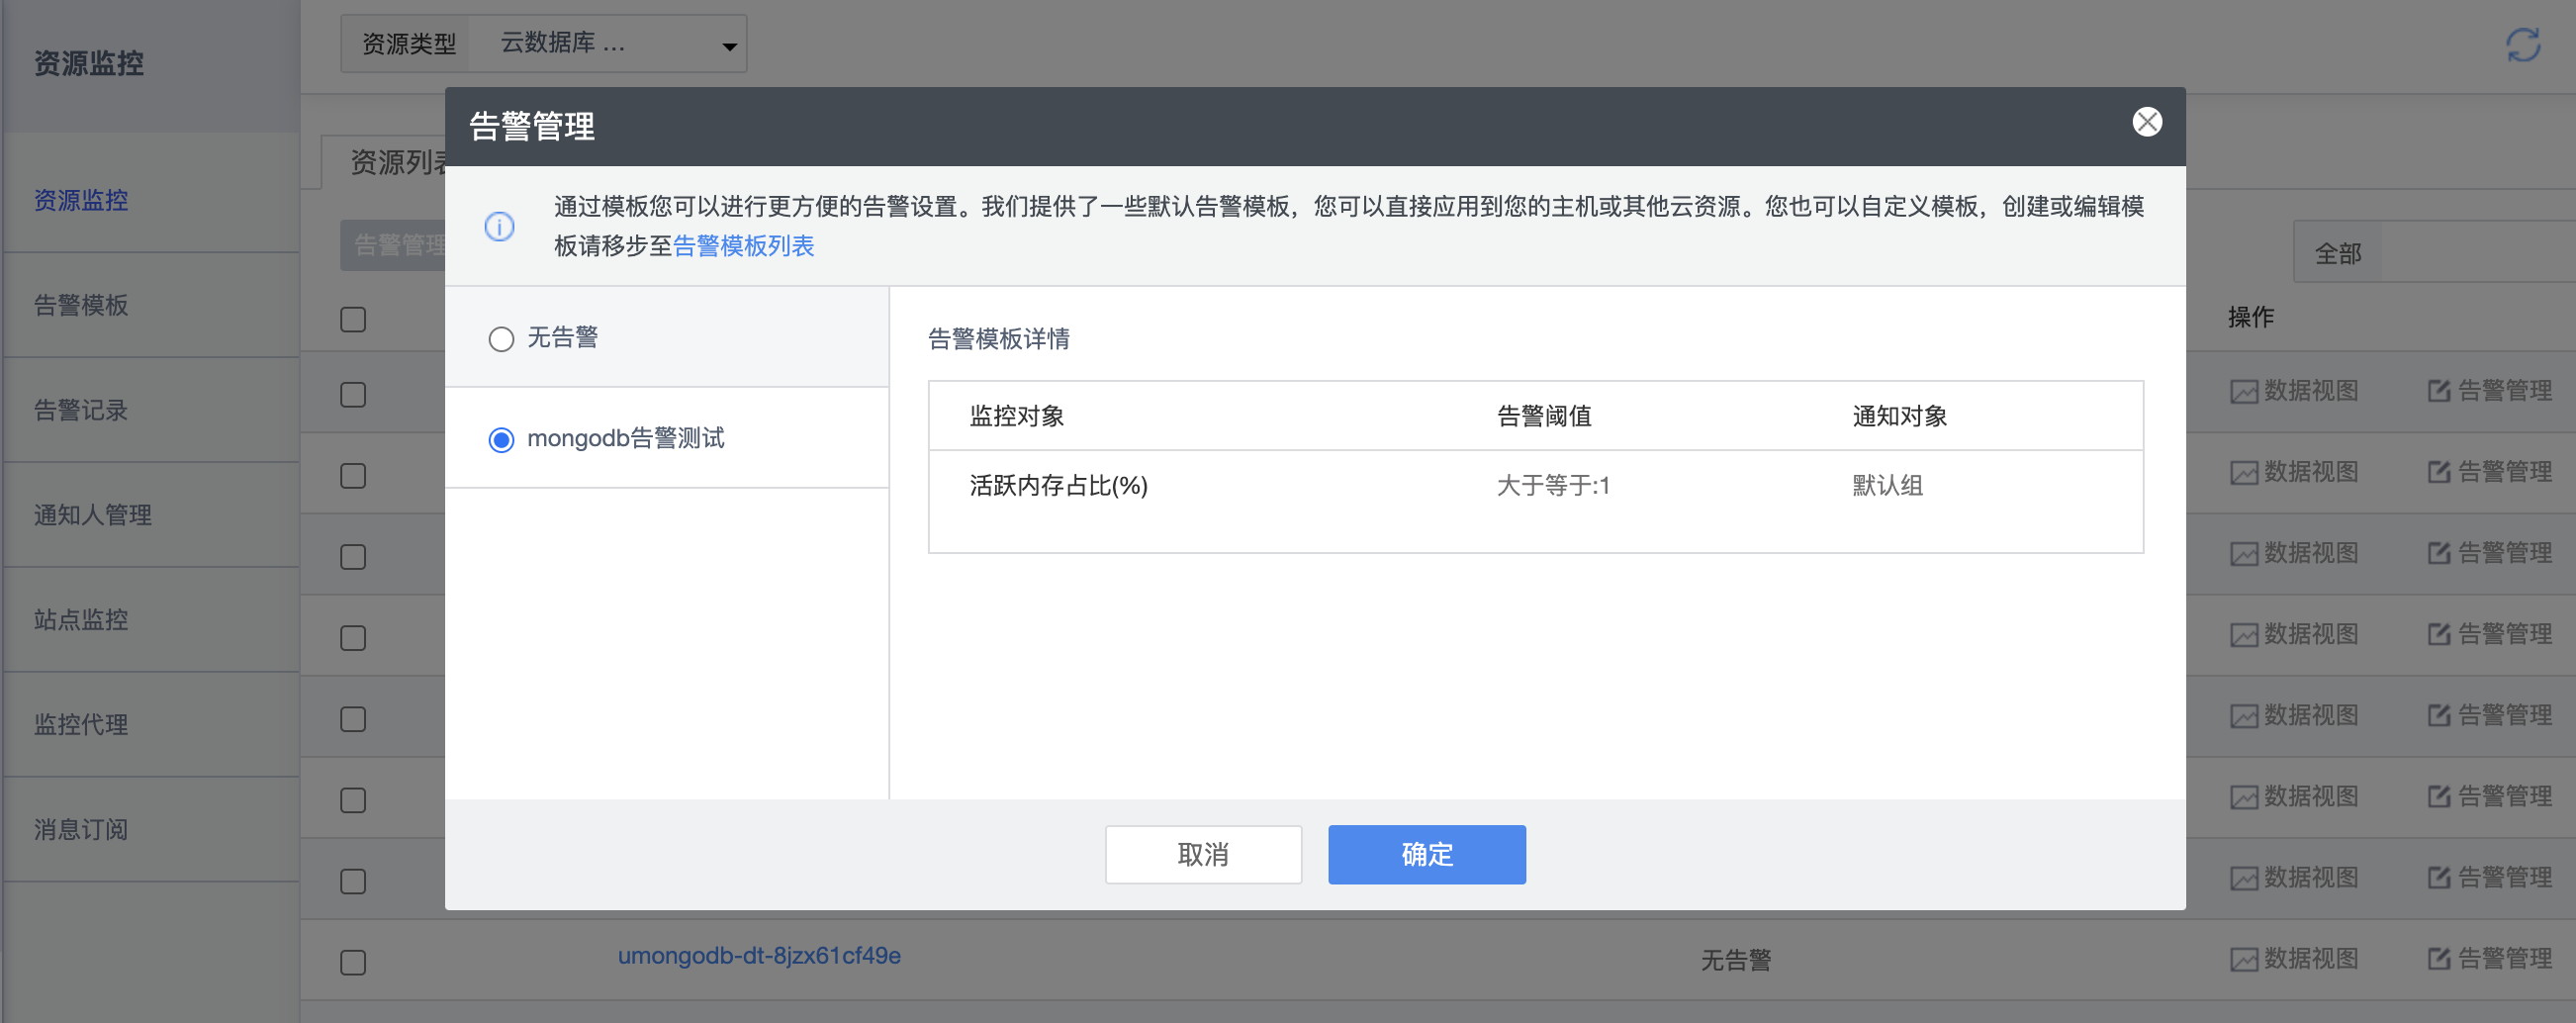 资源监控
资源类型
云数据库 ...
资源监控
告警模板
告警记录
通知人管理
站点监控
监控代理
消息订阅
资源列
告警管理
全部
操作
告警管理
通过模板您可以进行更方便的告警设置。我们提供了一些默认告警模板，您可以直接应用到您的主机或其他云资源。您也可以自定义模板，创建或编辑模
板请移步至告警模板列表
无告警
mongodb告警测试
告警模板详情
监控对象 告警阈值 通知对象
活跃内存占比(%) 大于等于:1 默认组
取消 确定
数据视图 告警管理
数据视图 告警管理
数据视图 告警管理
数据视图 告警管理
数据视图 告警管理
数据视图 告警管理
数据视图 告警管理
umongodb-dt-8jzx61cf49e 无告警 数据视图 告警管理